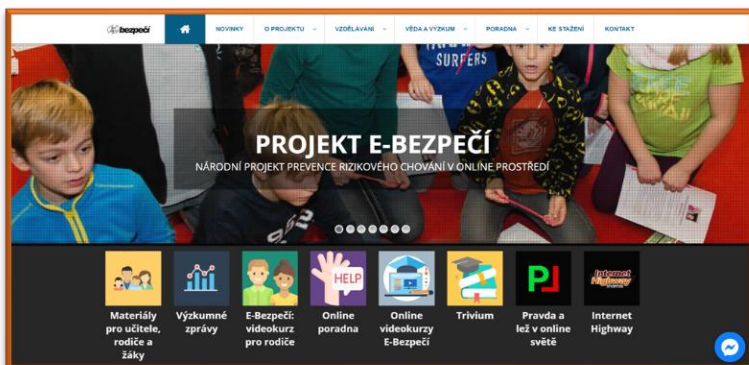 bezpečí
NOVINKY
O PROJEKTU
VZDĚLÁVÁNÍ
VĚDA A VÝZKUM
PORADNA
KE STAŽENÍ
KONTAKT
SURFERS
PROJEKT E-BEZPEČÍ
NÁRODNÍ PROJEKT PREVENCE RIZIKOVÉHO CHOVÁNÍ V ONLINE PROSTŘEDÍ
HELP
PL
Internet
Highway
Materiály
pro učitele,
rodiče a
žáky
Výzkumné
zprávy
E-Bezpečí:
videokurz
pro rodiče
Online
poradna
Online
videokurzy
E-Bezpečí
Trivium
Pravda a
lež v online
světě
Internet
Highway